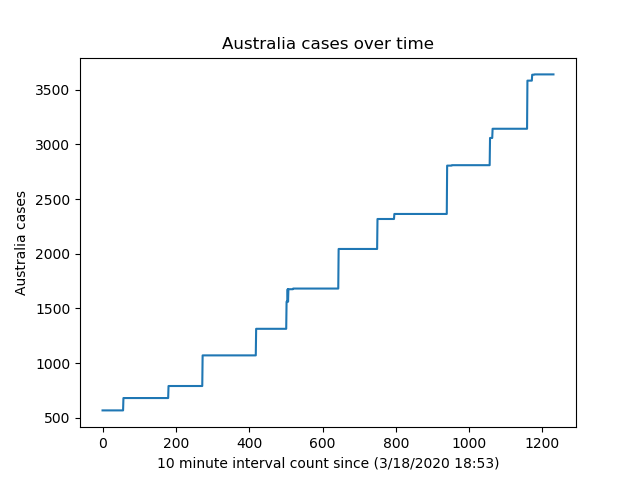 Australia cases over time
3500
3000
2500
2000
1500
1000
500
Australia cases
0 200 400 600 800 1000 1200
10 minute interval count since (3/18/2020 18:53)